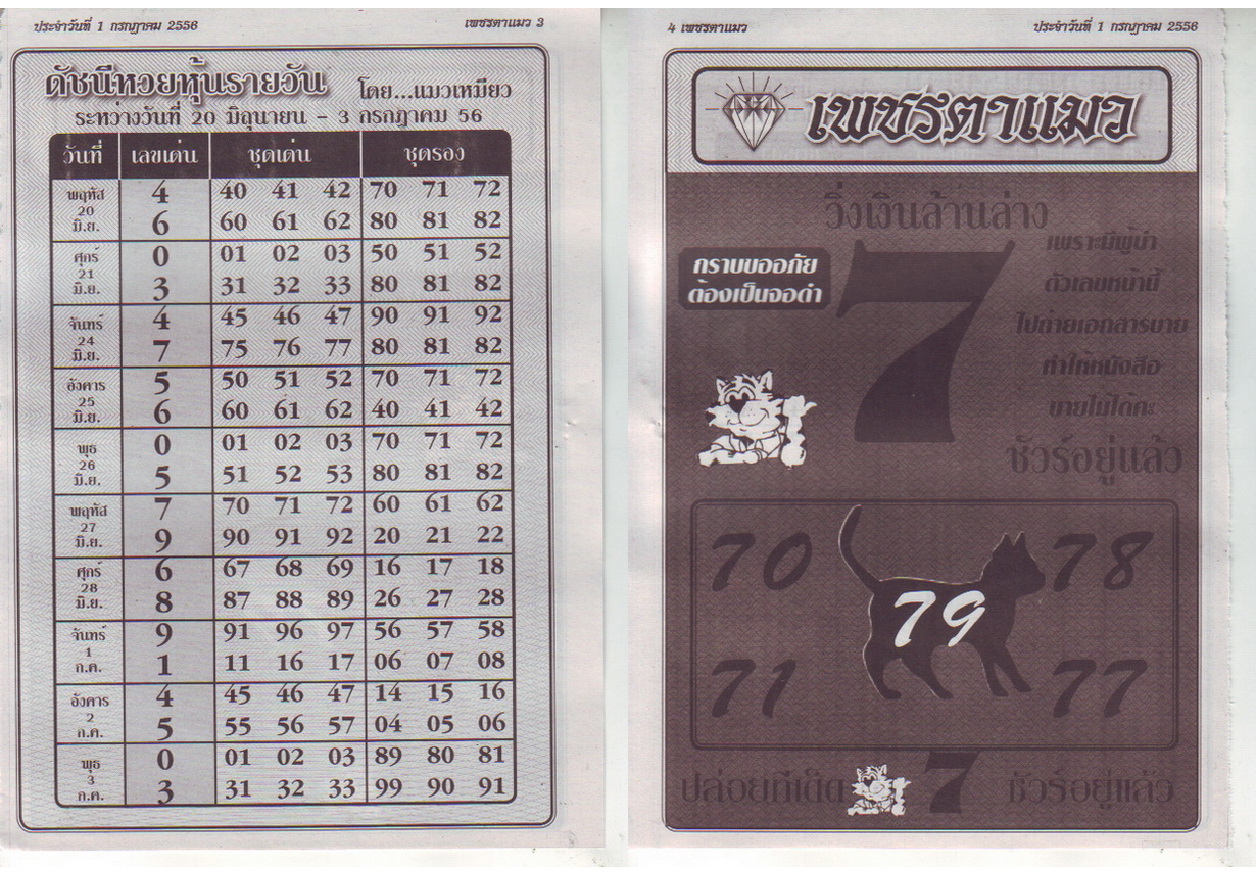 ประจำวันที่ 1 กรกฎาคม 2556
เพชรตาแมว 3
ดัชนีหวยหุ้นรายวัน
โดย...แมวเหมียว
ระหว่างวันที่ 20 มิถุนายน - 3 กรกฎาคม 56
วันที่ เลขเด่น ชุดเด่น ชุดรอง
พฤหัส 20 มิ.ย.
4 40 41 42 70 71 72
6 60 61 62 80 81 82
ศุกร์ 21 มิ.ย.
0 01 02 03 50 51 52
3 31 32 33 80 81 82
จันทร์ 24 มิ.ย.
4 45 46 47 90 91 92
7 75 76 77 80 81 82
อังคาร 25 มิ.ย.
5 50 51 52 70 71 72
6 60 61 62 40 41 42
พุธ 26 มิ.ย.
0 01 02 03 70 71 72
5 51 52 53 80 81 82
พฤหัส 27 มิ.ย.
7 70 71 72 60 61 62
9 90 91 92 20 21 22
ศุกร์ 28 มิ.ย.
6 67 68 69 16 17 18
8 87 88 89 26 27 28
จันทร์ 1 ก.ค.
9 91 96 97 56 57 58
1 11 16 17 06 07 08
อังคาร 2 ก.ค.
4 45 46 47 14 15 16
5 55 56 57 04 05 06
พุธ 3 ก.ค.
0 01 02 03 89 80 81
3 31 32 33 99 90 91
4 เพชรตาแมว
ประจำวันที่ 1 กรกฎาคม 2556
เพชรตาแมว
วิ่งเงินล้านล่าง
กราบขออภัย
ต้องเป็นจอดำ
7
เพราะมีผู้นำ
ตัวเลขหน้านี้
ไปถ่ายเอกสารขาย
ทำให้หนังสือ
ขายไม่ได้คะ
ชัวร์อยู่แล้ว
70 78
79
71 77
ปล่อยทีเด็ด 7 ชัวร์อยู่แล้ว